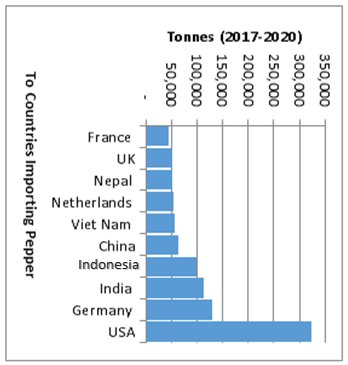 Tonnes (2017-2020)
-
50,000
100,000
150,000
200,000
250,000
300,000
350,000
To Countries Importing Pepper
France
UK
Nepal
Netherlands
Viet Nam
China
Indonesia
India
Germany
USA